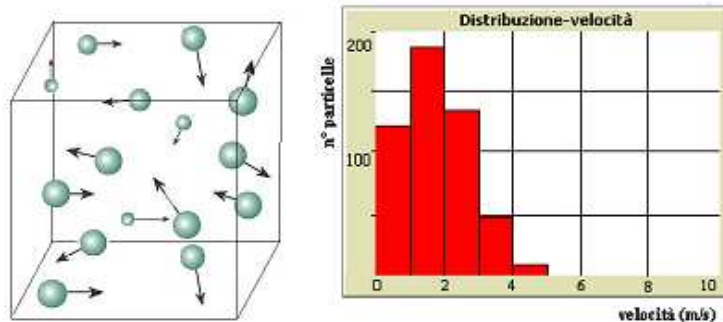 Distribuzione-velocità
200
n° particelle
100
0 2 4 6 8 10
velocità (m/s)